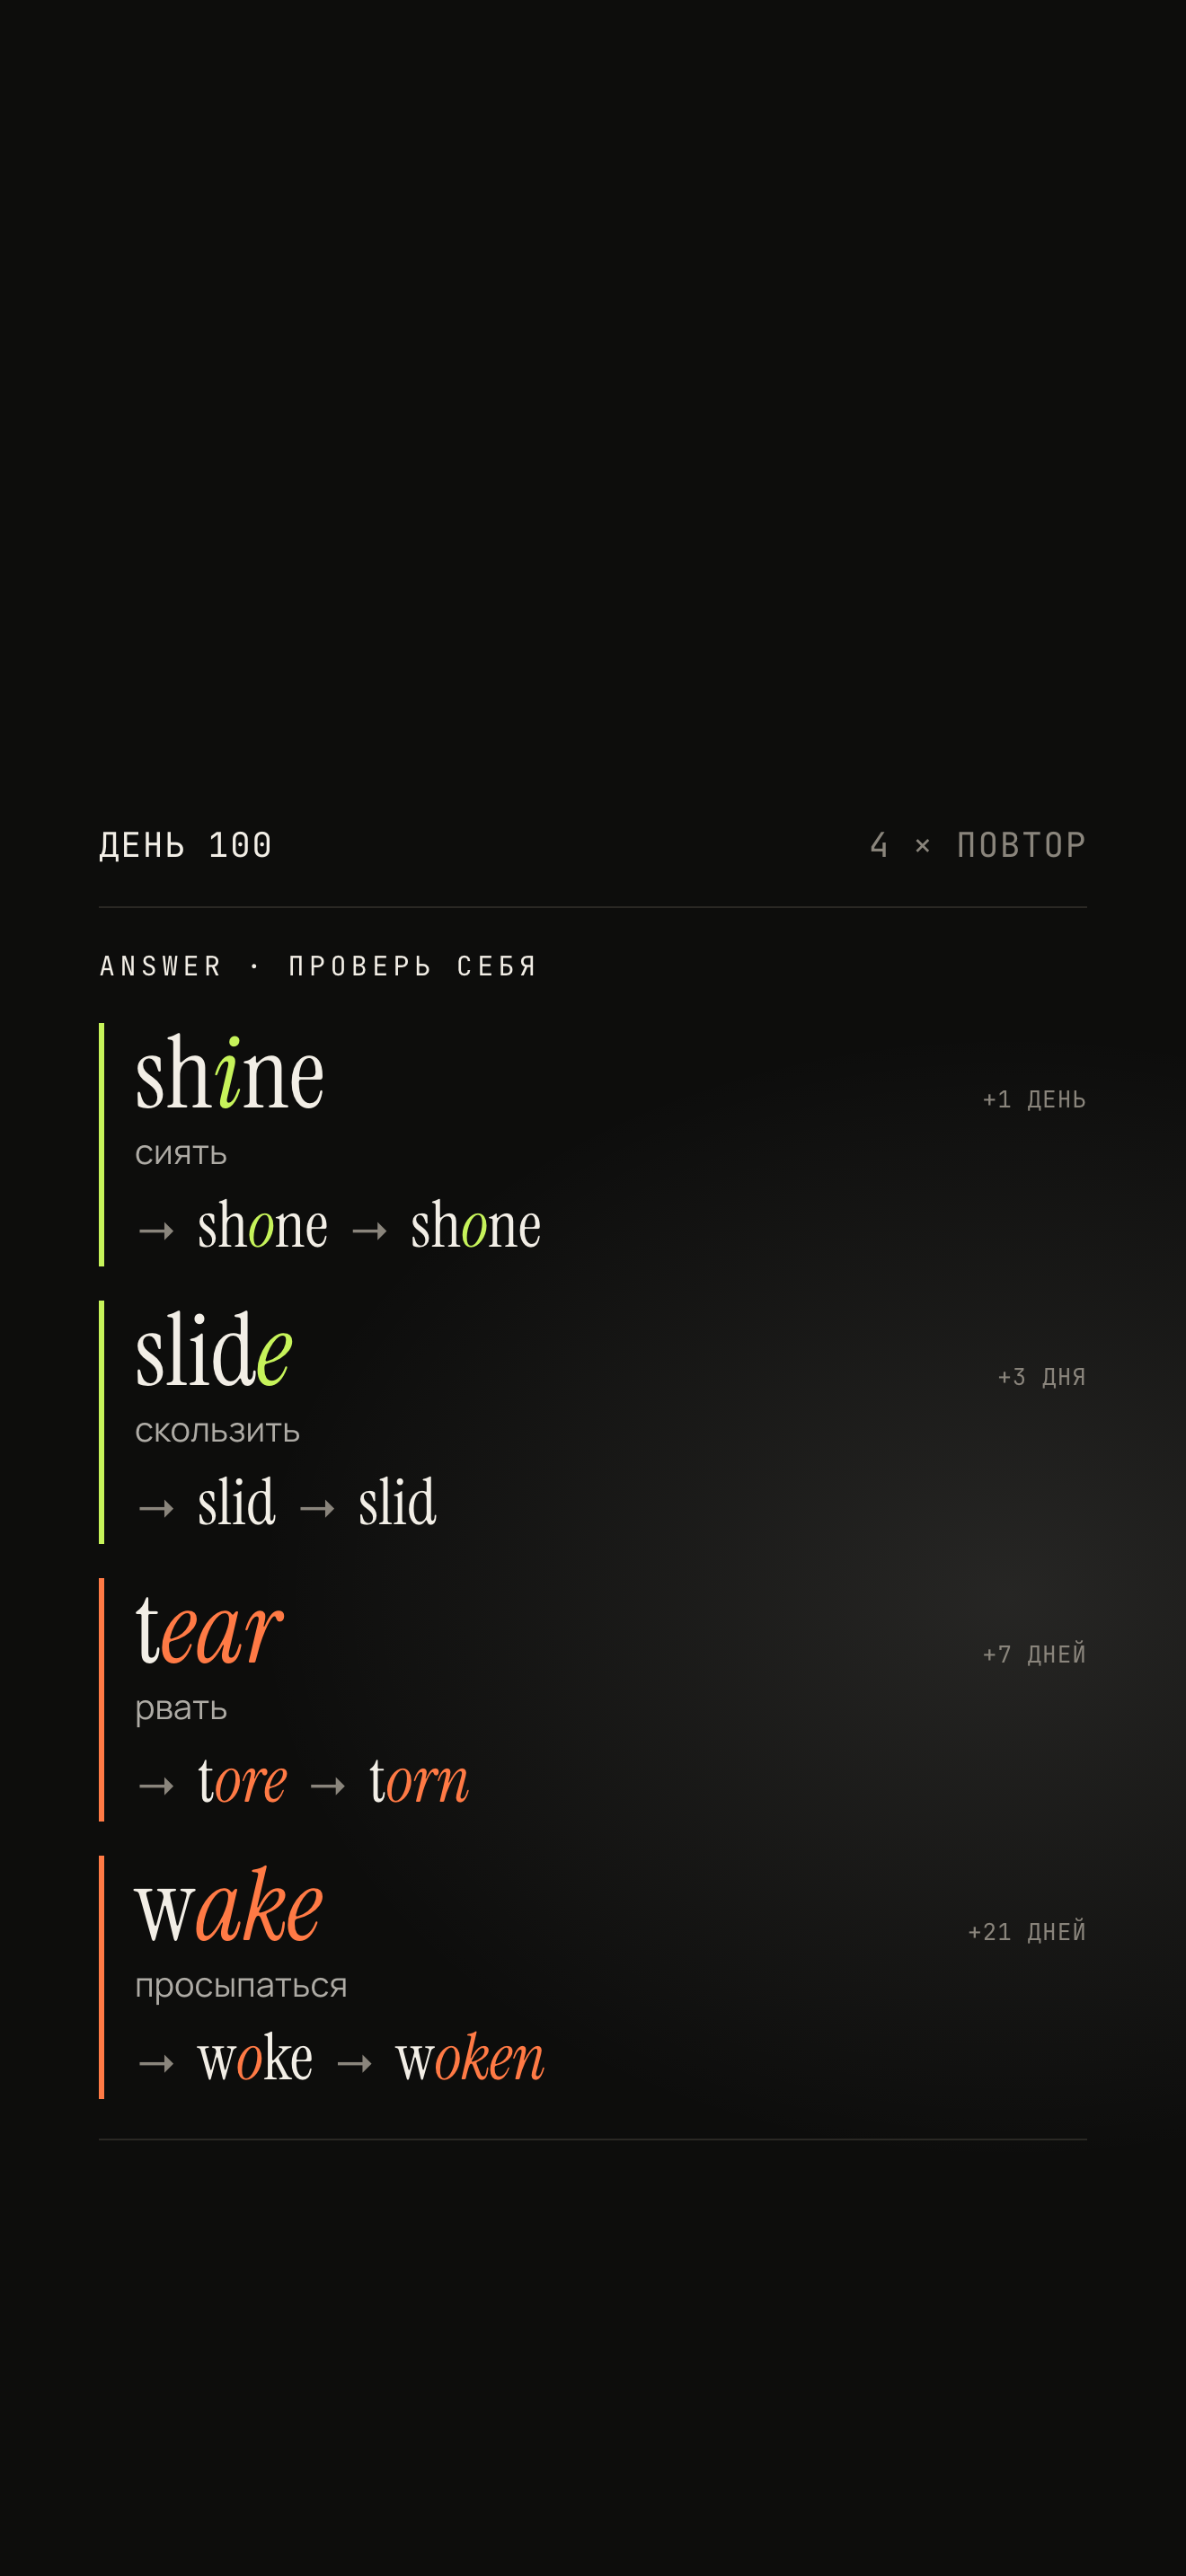 ДЕНЬ 100
4 × ПОВТОР
ANSWER · ПРОВЕРЬ СЕБЯ
shine
+1 ДЕНЬ
сиять
→ shone → shone
slide
+3 ДНЯ
скользить
→ slid → slid
tear
+7 ДНЕЙ
рвать
→ tore → torn
wake
+21 ДНЕЙ
просыпаться
→ woke → woken